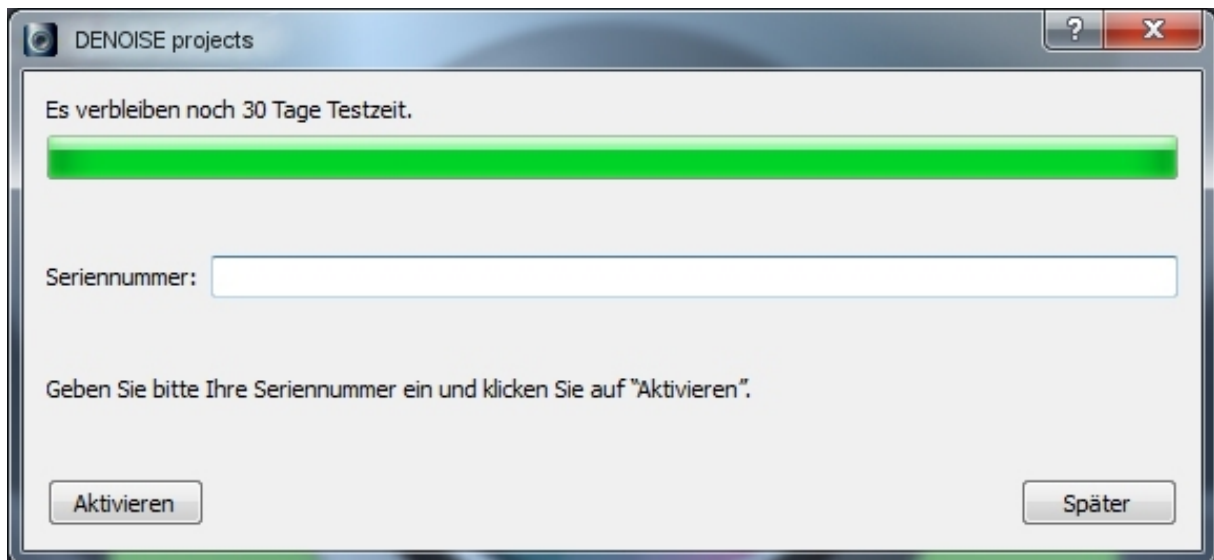 DENOISE projects
Es verbleiben noch 30 Tage Testzeit.
Seriennummer:
Geben Sie bitte Ihre Seriennummer ein und klicken Sie auf “Aktivieren”.
Aktivieren
Später